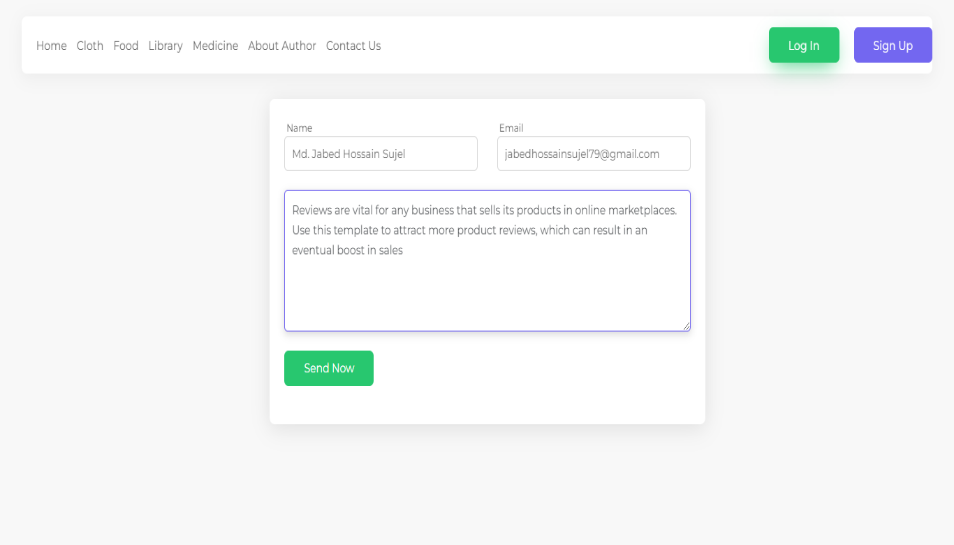 Home Cloth Food Library Medicine About Author Contact Us Log In Sign Up
Name Email
Md. Jabed Hossain Sujel jabedhossainsujel79@gmail.com
Reviews are vital for any business that sells its products in online marketplaces.
Use this template to attract more product reviews, which can result in an
eventual boost in sales
Send Now